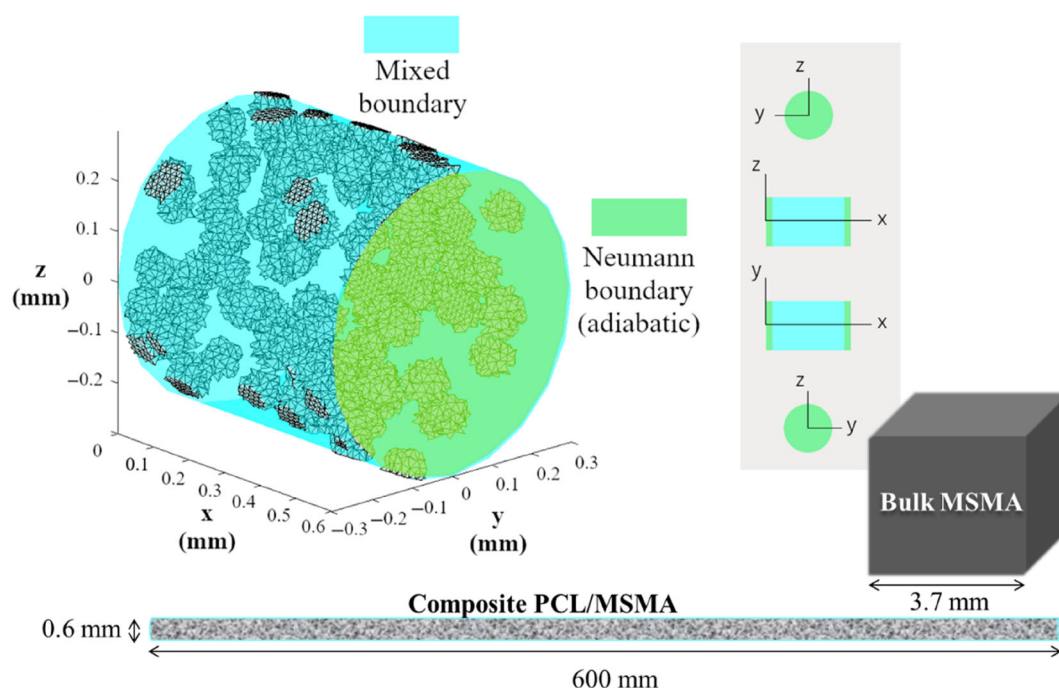 Mixed
boundary
Neumann
boundary
(adiabatic)
z
(mm)
0.2
0.1
0
−0.1
−0.2
0
0.1
0.2
0.3
0.4
0.5
0.6
x
(mm)
−0.3
−0.2
−0.1
0
0.1
0.2
0.3
y
(mm)
z
y
z
x
y
x
z
y
Bulk MSMA
3.7 mm
Composite PCL/MSMA
0.6 mm
600 mm